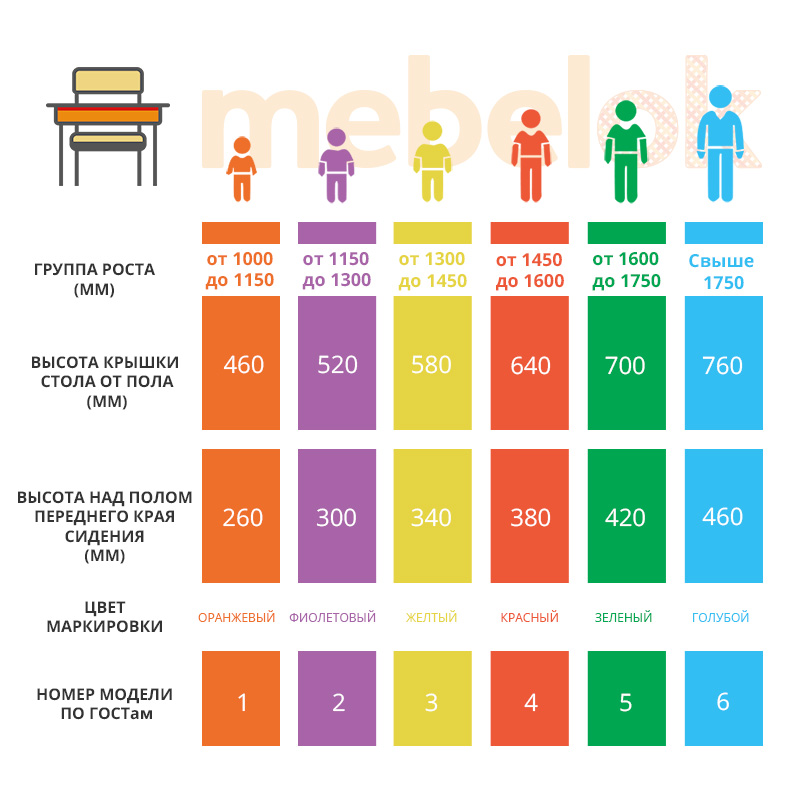 mebelok
ГРУППА РОСТА
(ММ)
от 1000
до 1150
от 1150
до 1300
от 1300
до 1450
от 1450
до 1600
от 1600
до 1750
Свыше
1750
ВЫСОТА КРЫШКИ
СТОЛА ОТ ПОЛА
(ММ)
460
520
580
640
700
760
ВЫСОТА НАД ПОЛОМ
ПЕРЕДНЕГО КРАЯ
СИДЕНИЯ
(ММ)
260
300
340
380
420
460
ЦВЕТ
МАРКИРОВКИ
ОРАНЖЕВЫЙ
ФИОЛЕТОВЫЙ
ЖЕЛТЫЙ
КРАСНЫЙ
ЗЕЛЕНЫЙ
ГОЛУБОЙ
НОМЕР МОДЕЛИ
ПО ГОСТам
1
2
3
4
5
6